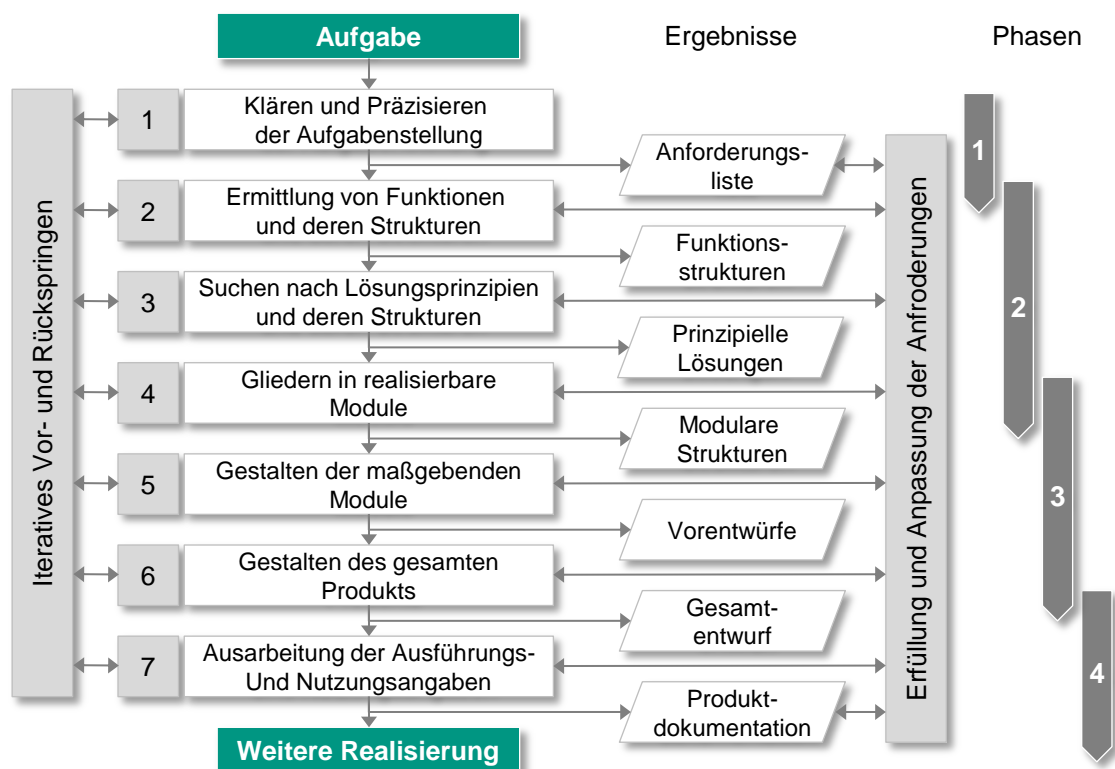 Aufgabe
Ergebnisse
Phasen
Iteratives Vor- und Rückspringen
1
Klären und Präzisieren
der Aufgabenstellung
Anforderungs-
liste
2
Ermittlung von Funktionen
und deren Strukturen
Funktions-
strukturen
3
Suchen nach Lösungsprinzipien
und deren Strukturen
Prinzipielle
Lösungen
4
Gliedern in realisierbare
Module
Modulare
Strukturen
5
Gestalten der maßgebenden
Module
Vorentwürfe
6
Gestalten des gesamten
Produkts
Gesamt-
entwurf
7
Ausarbeitung der Ausführungs-
Und Nutzungsangaben
Produkt-
dokumentation
Weitere Realisierung
Erfüllung und Anpassung der Anfroderungen
1
2
3
4